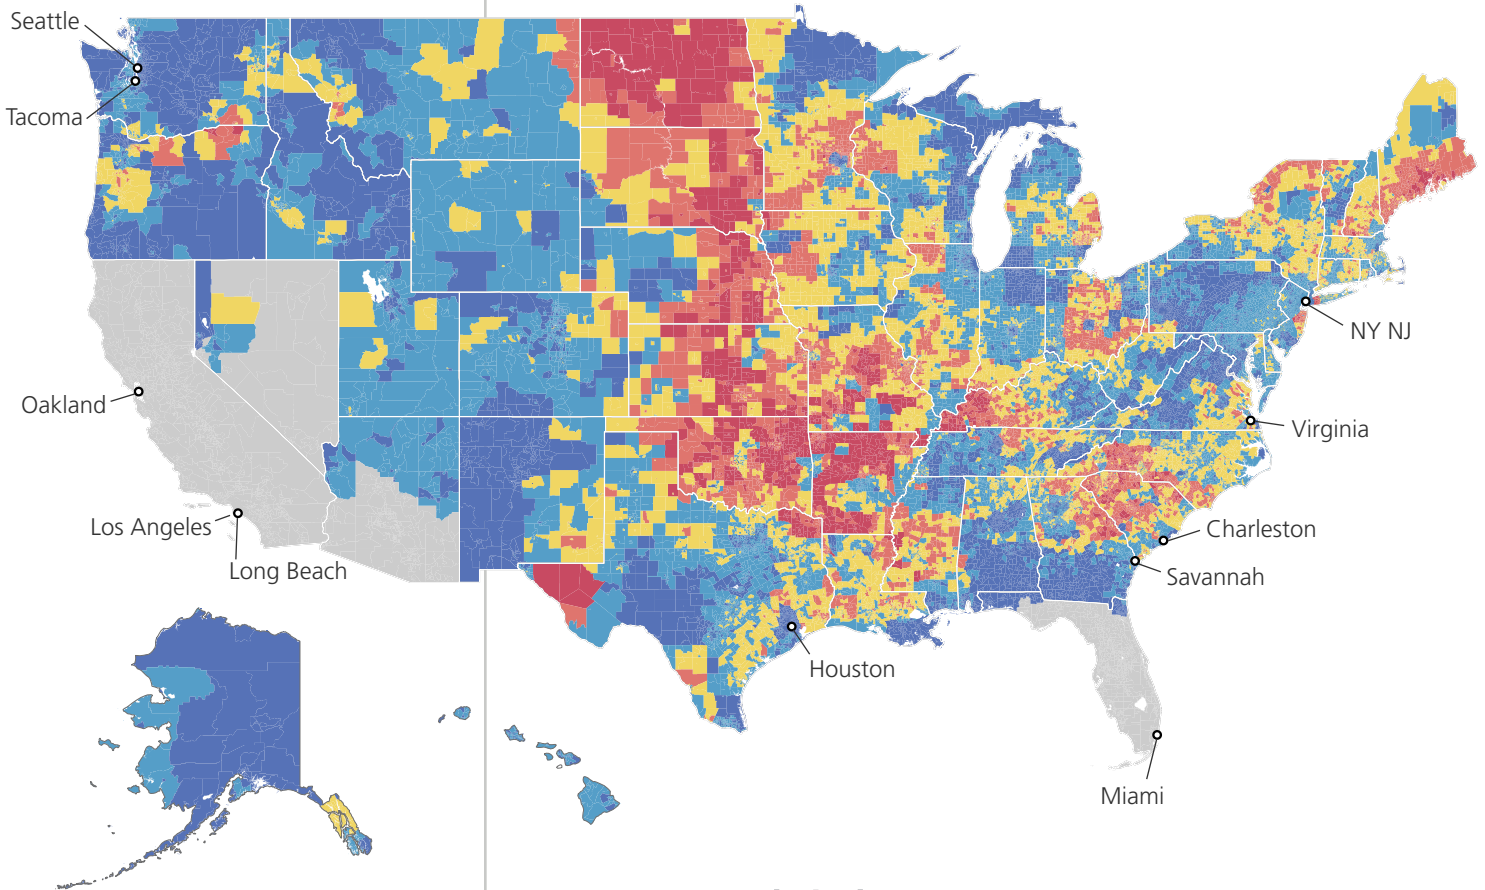 Seattle
Tacoma
NY NJ
Oakland
Virginia
Los Angeles
Charleston
Long Beach
Savannah
Houston
Miami